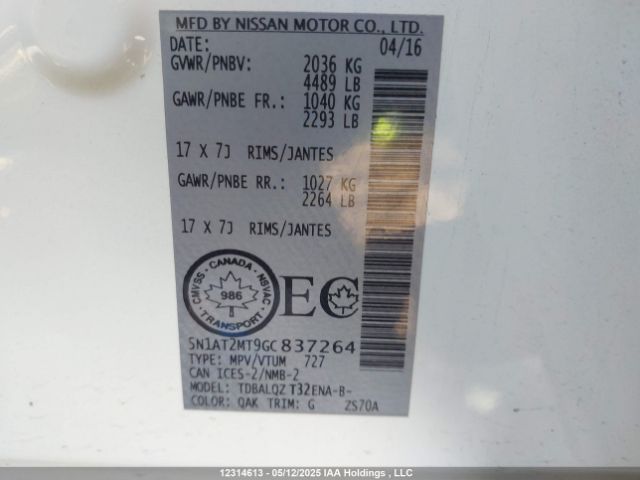 MFD BY NISSAN MOTOR CO., LTD.
DATE: 04/16
GVWR/PNBV: 2036 KG
4489 LB
GAWR/PNBE FR.: 1040 KG
2293 LB
17 X 7J RIMS/JANTES
GAWR/PNBE RR.: 1027 KG
2264 LB
17 X 7J RIMS/JANTES
CMVSS - CANADA - NSVAC
986
TRANSPORT
EC
5N1AT2MT9GC837264
TYPE: MPV/VTUM 727
CAN ICES-2/NMB-2
MODEL: TDBALQZ T32ENA-B-
COLOR: QAK TRIM: G ZS70A
12314613 - 05/12/2025 IAA Holdings , LLC